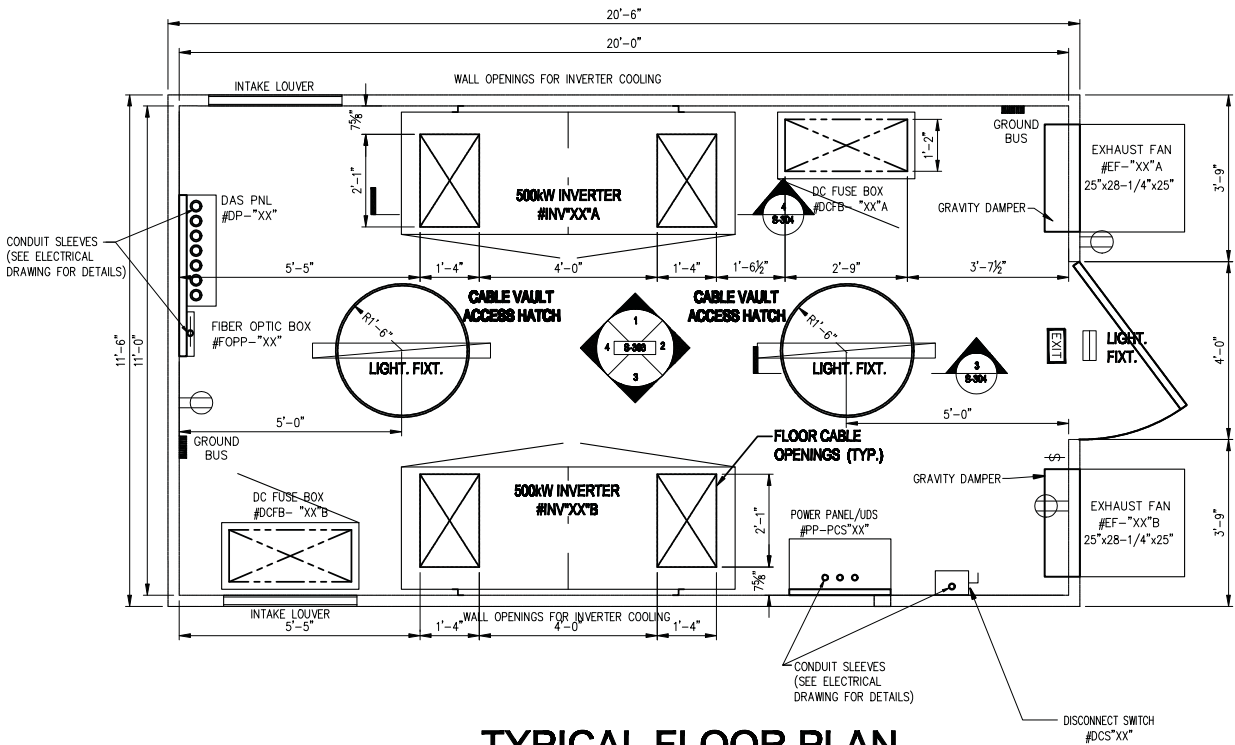 20'-6"
20'-0"
INTAKE LOUVER
WALL OPENINGS FOR INVERTER COOLING
7⅝"
2'-1"
500kW INVERTER
#INV"XX"A
1'-2"
GROUND
BUS
EXHAUST FAN
#EF-"XX"A
25"x28-1/4"x25"
3'-9"
DAS PNL
#DP-"XX"
DC FUSE BOX
#DCFB- "XX"A
4
S-304
GRAVITY DAMPER
CONDUIT SLEEVES
(SEE ELECTRICAL
DRAWING FOR DETAILS)
5'-5"
1'-4"
4'-0"
1'-4"
1'-6½"
2'-9"
3'-7½"
CABLE VAULT
ACCESS HATCH
CABLE VAULT
ACCESS HATCH
R1'-6"
R1'-6"
FIBER OPTIC BOX
#FOPP-"XX"
1
4
2
3
LIGHT. FIXT.
LIGHT. FIXT.
EXIT
LIGHT.
FIXT.
4'-0"
11'-6"
11'-0"
3
S-304
5'-0"
5'-0"
GROUND
BUS
FLOOR CABLE
OPENINGS (TYP.)
S
GRAVITY DAMPER
500kW INVERTER
#INV"XX"B
DC FUSE BOX
#DCFB- "XX"B
2'-1"
POWER PANEL/UDS
#PP-PCS"XX"
EXHAUST FAN
#EF-"XX"B
25"x28-1/4"x25"
3'-9"
7⅝"
INTAKE LOUVER
WALL OPENINGS FOR INVERTER COOLING
5'-5"
1'-4"
4'-0"
1'-4"
CONDUIT SLEEVES
(SEE ELECTRICAL
DRAWING FOR DETAILS)
DISCONNECT SWITCH
#DCS"XX"
TYPICAL FLOOR PLAN